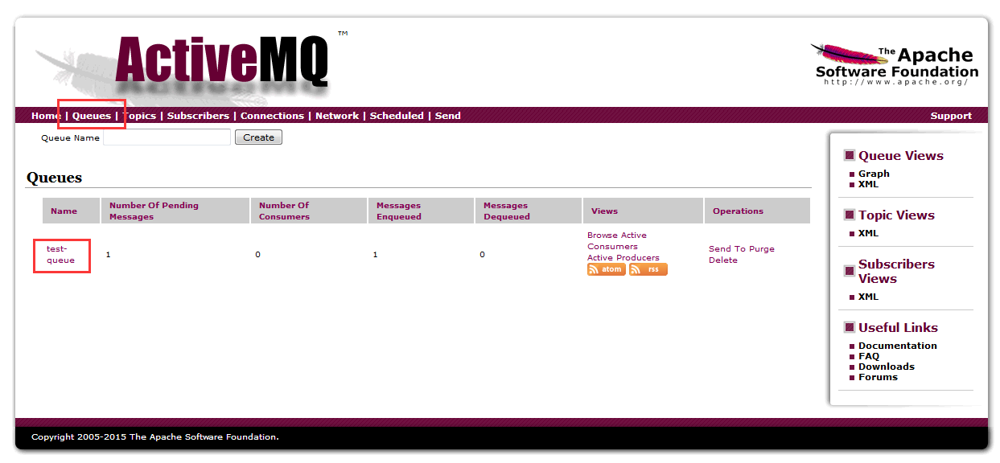 ActiveMQ ™
The Apache
Software Foundation
http://www.apache.org/
Home | Queues | Topics | Subscribers | Connections | Network | Scheduled | Send
Support
Queue Name Create
Queues
Name
Number Of Pending
Messages
Number Of
Consumers
Messages
Enqueued
Messages
Dequeued
Views
Operations
test-
queue
1
0
1
0
Browse Active
Consumers
Active Producers
atom rss
Send To Purge
Delete
Queue Views
Graph
XML
Topic Views
XML
Subscribers
Views
XML
Useful Links
Documentation
FAQ
Downloads
Forums
Copyright 2005-2015 The Apache Software Foundation.